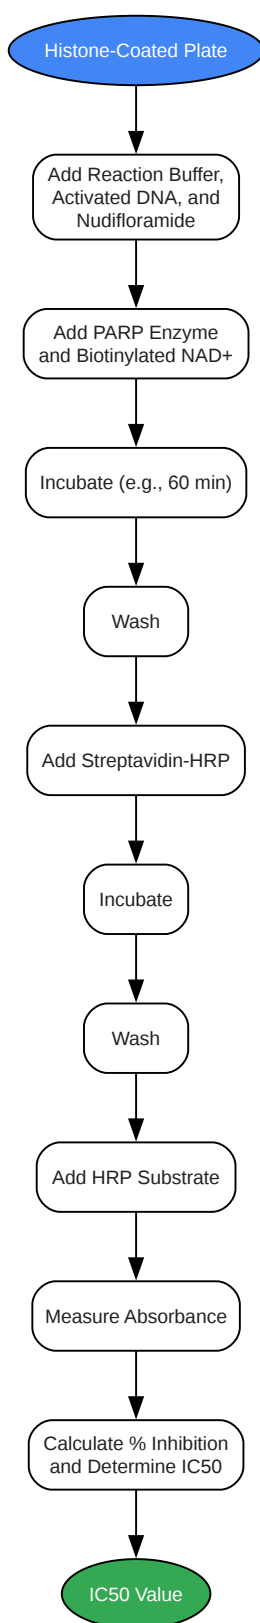 Histone-Coated Plate
Add Reaction Buffer,
Activated DNA, and
Nudifloramide
Add PARP Enzyme
and Biotinylated NAD+
Incubate (e.g., 60 min)
Wash
Add Streptavidin-HRP
Incubate
Wash
Add HRP Substrate
Measure Absorbance
Calculate % Inhibition
and Determine IC50
IC50 Value